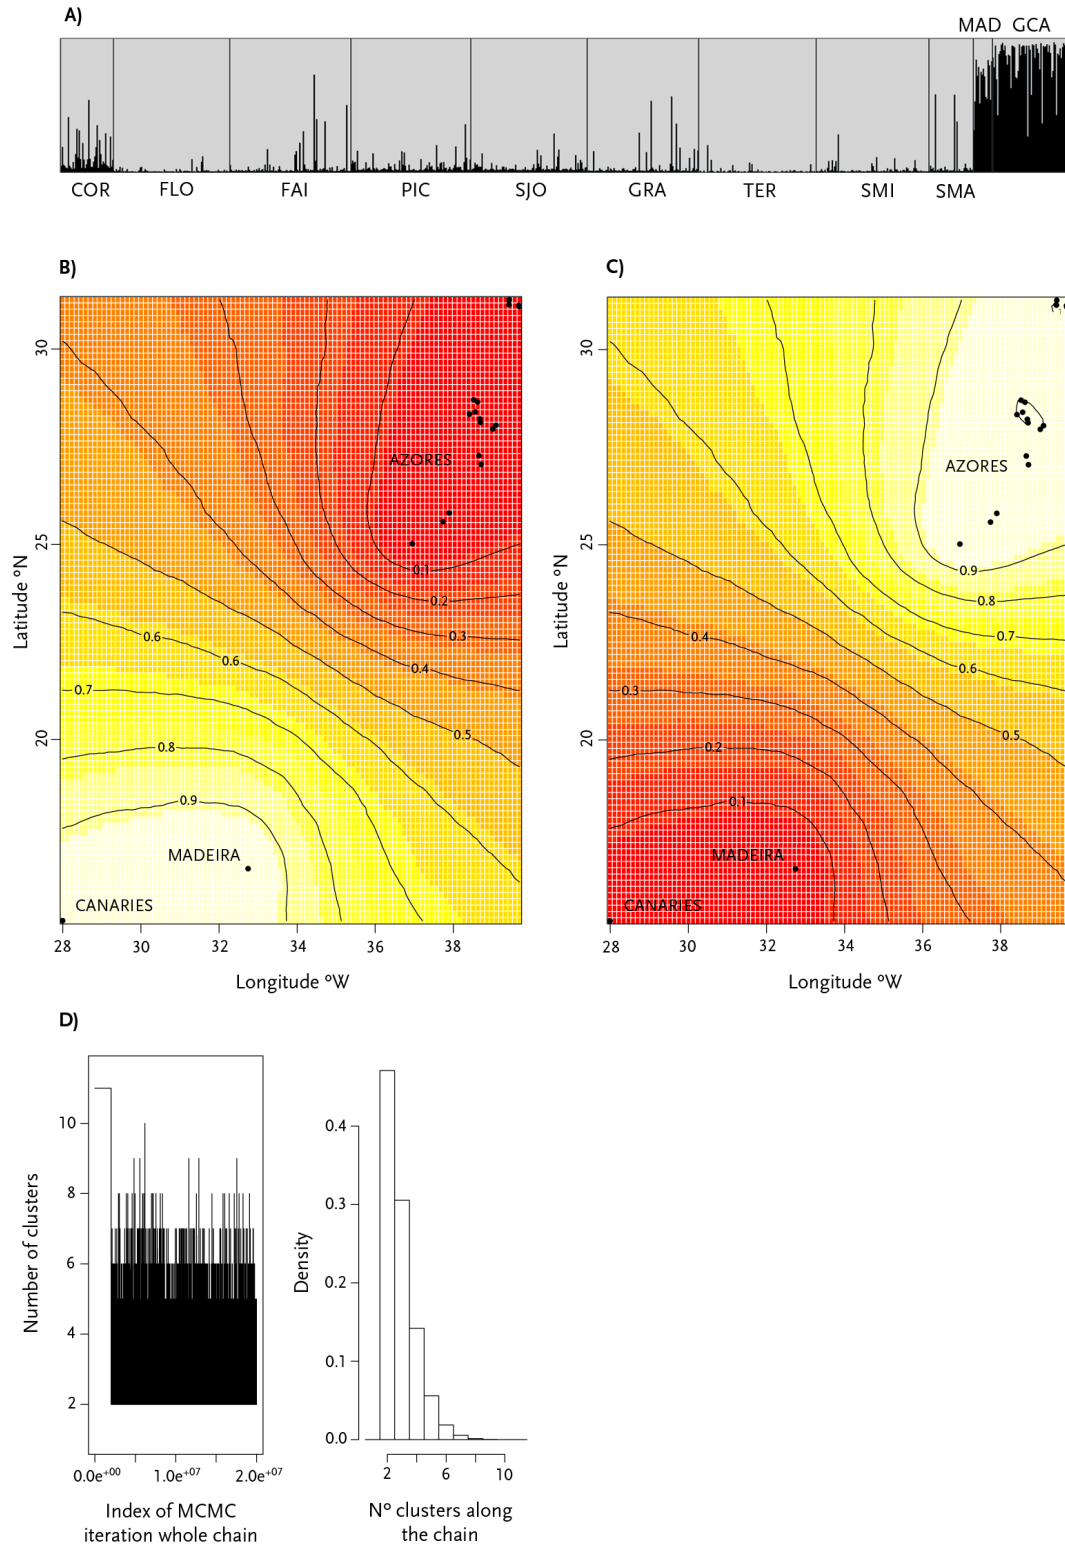 A)
MAD GCA
COR FLO FAI PIC SJO GRA TER SMI SMA
B)
30
25
20
Latitude ºN
AZORES
0.1
0.2
0.3
0.4
0.5
0.6
0.6
0.7
0.8
0.9
MADEIRA
CANARIES
28 30 32 34 36 38
Longitude ºW
C)
30
25
20
Latitude ºN
AZORES
0.9
0.8
0.7
0.6
0.5
0.4
0.3
0.2
0.1
MADEIRA
CANARIES
28 30 32 34 36 38
Longitude ºW
D)
10
8
6
4
2
Number of clusters
0.0e+00 1.0e+07 2.0e+07
Index of MCMC
iteration whole chain
0.4
0.3
0.2
0.1
0.0
Density
2 6 10
Nº clusters along
the chain